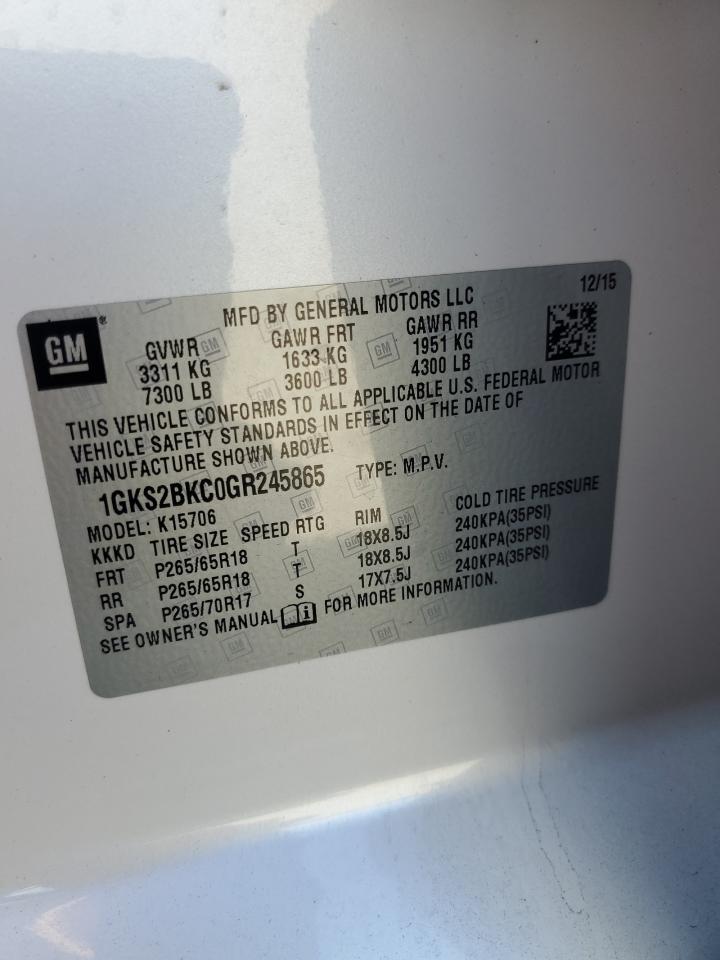 12/15
GM ®
MFD BY GENERAL MOTORS LLC
GVWR GAWR FRT GAWR RR
3311 KG 1633 KG 1951 KG
7300 LB 3600 LB 4300 LB
THIS VEHICLE CONFORMS TO ALL APPLICABLE U.S. FEDERAL MOTOR
VEHICLE SAFETY STANDARDS IN EFFECT ON THE DATE OF
MANUFACTURE SHOWN ABOVE.
1GKS2BKC0GR245865 TYPE: M.P.V.
MODEL: K15706
KKKD TIRE SIZE SPEED RTG RIM COLD TIRE PRESSURE
FRT P265/65R18 T 18X8.5J 240KPA(35PSI)
RR P265/65R18 T 18X8.5J 240KPA(35PSI)
SPA P265/70R17 S 17X7.5J 240KPA(35PSI)
SEE OWNER'S MANUAL i FOR MORE INFORMATION.